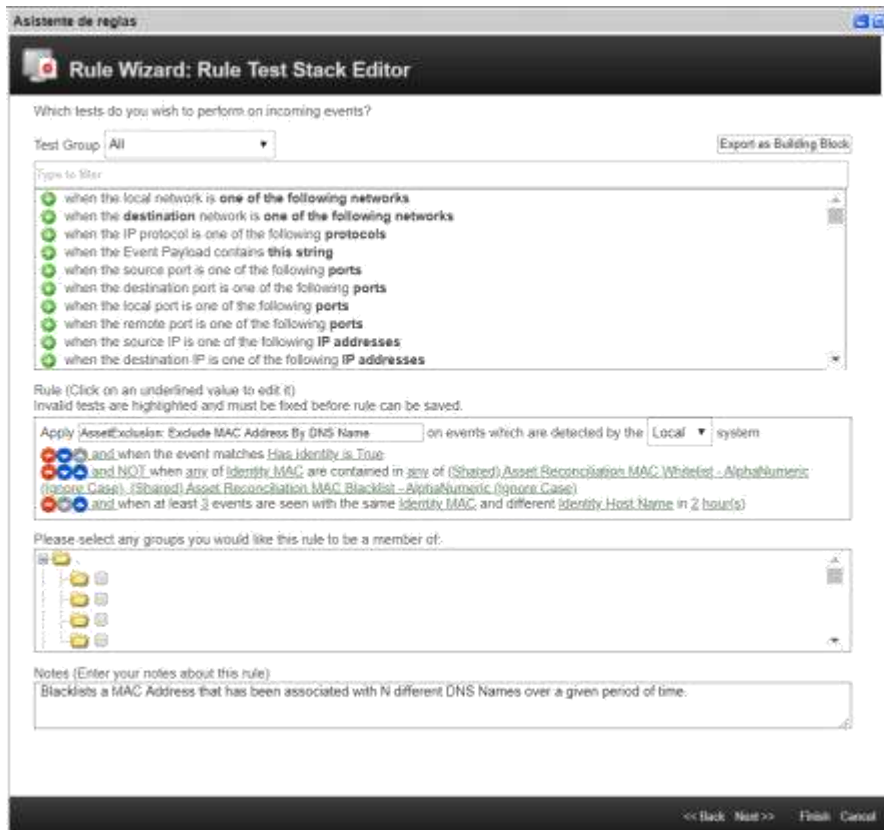 Asistente de reglas
Rule Wizard: Rule Test Stack Editor
Which tests do you wish to perform on incoming events?
Test Group All Export as Building Block
Type to filter
when the local network is one of the following networks
when the destination network is one of the following networks
when the IP protocol is one of the following protocols
when the Event Payload contains this string
when the source port is one of the following ports
when the destination port is one of the following ports
when the local port is one of the following ports
when the remote port is one of the following ports
when the source IP is one of the following IP addresses
when the destination IP is one of the following IP addresses
Rule (Click on an underlined value to edit it)
Invalid tests are highlighted and must be fixed before rule can be saved.
Apply AssetExclusion: Exclude MAC Address By DNS Name on events which are detected by the Local system
and when the event matches Has identity is True
and NOT when any of Identity MAC are contained in any of (Shared) Asset Reconciliation MAC Whitelist - AlphaNumeric
(Ignore Case), (Shared) Asset Reconciliation MAC Blacklist - AlphaNumeric (Ignore Case)
and when at least 3 events are seen with the same Identity MAC and different Identity Host Name in 2 hour(s)
Please select any groups you would like this rule to be a member of:
Notes (Enter your notes about this rule)
Blacklists a MAC Address that has been associated with N different DNS Names over a given period of time.
<< Back Next >> Finish Cancel